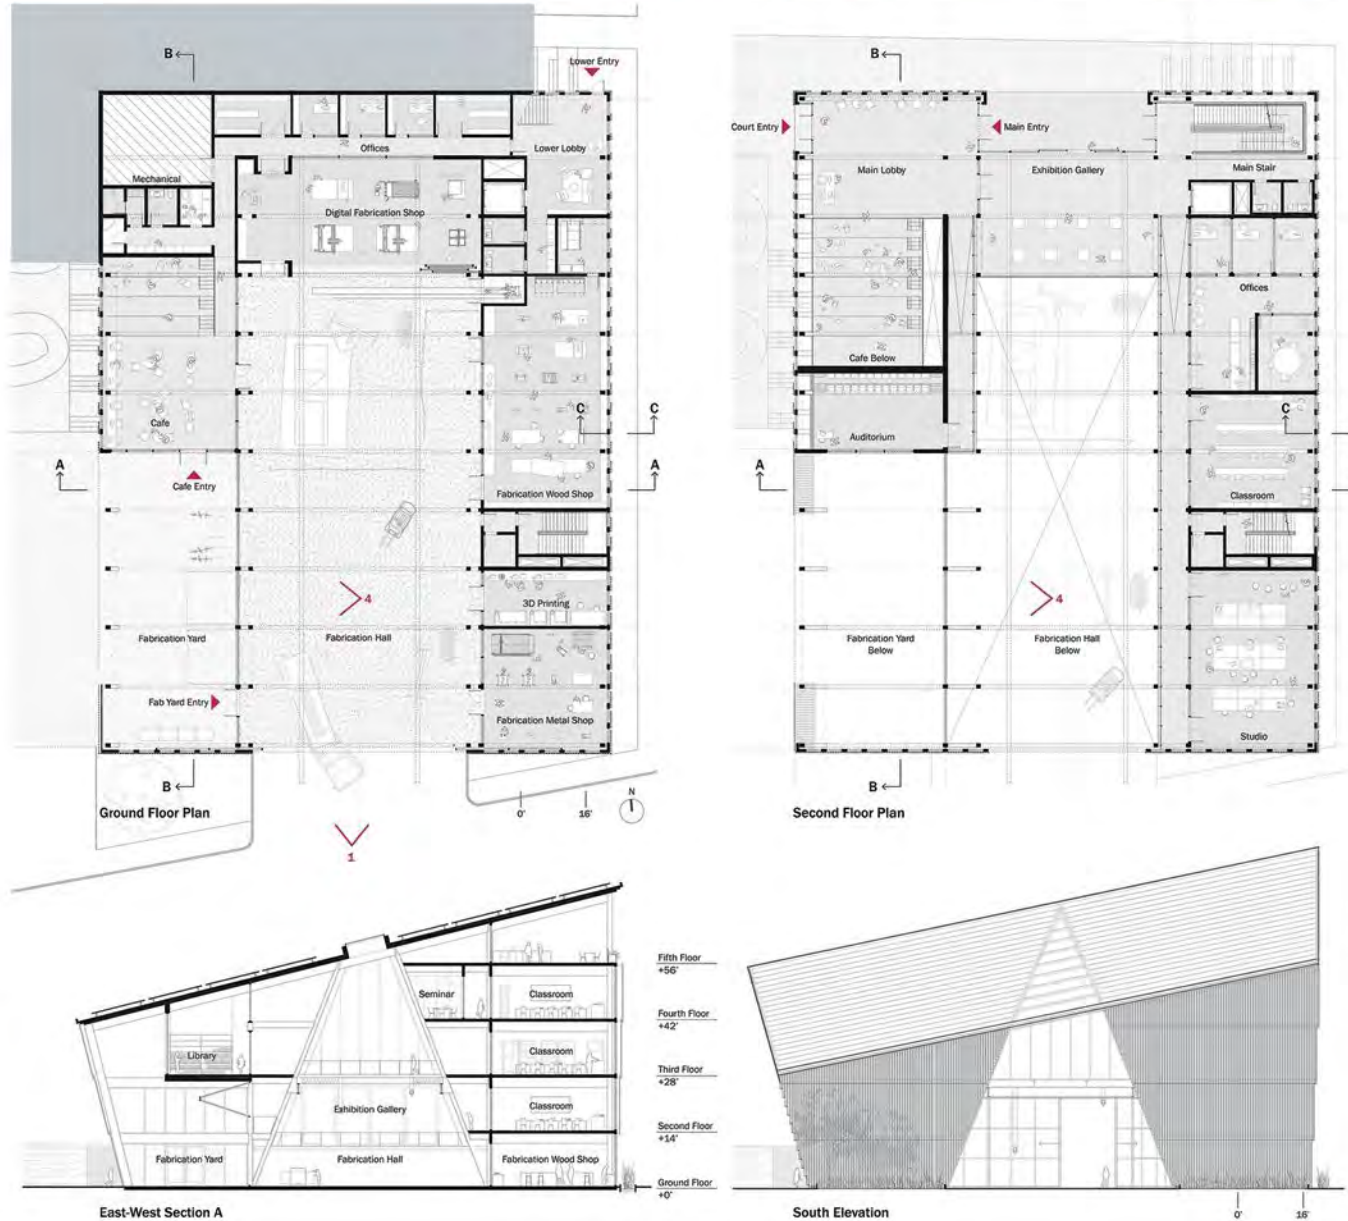 B
Lower Entry
Offices
Lower Lobby
Mechanical
Digital Fabrication Shop
Cafe
C
C
A
A
Cafe Entry
Fabrication Wood Shop
4
3D Printing
Fabrication Yard
Fabrication Hall
Fab Yard Entry
Fabrication Metal Shop
B
N
0'
16'
Ground Floor Plan
1
B
Court Entry
Main Entry
Main Lobby
Exhibition Gallery
Main Stair
Offices
Cafe Below
C
Auditorium
A
Classroom
4
Fabrication Yard
Below
Fabrication Hall
Below
Studio
B
Second Floor Plan
Seminar
Classroom
Library
Classroom
Exhibition Gallery
Classroom
Fabrication Yard
Fabrication Hall
Fabrication Wood Shop
Fifth Floor
+56'
Fourth Floor
+42'
Third Floor
+28'
Second Floor
+14'
Ground Floor
+0'
East-West Section A
South Elevation
0'
16'